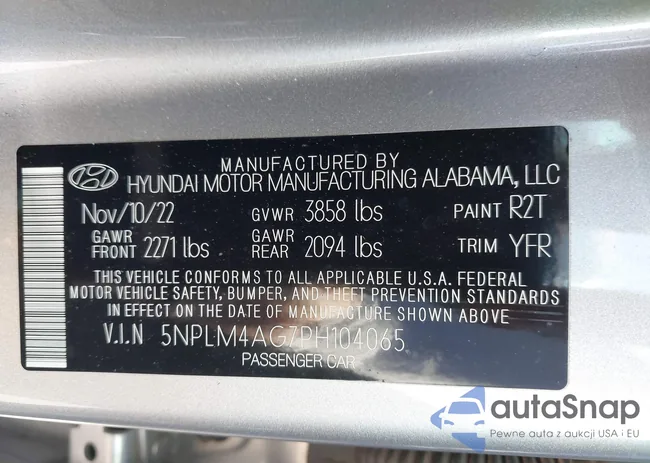 MANUFACTURED BY
HYUNDAI MOTOR MANUFACTURING ALABAMA, LLC
Nov/10/22 GVWR 3858 lbs PAINT R2T
GAWR FRONT 2271 lbs GAWR REAR 2094 lbs TRIM YFR
THIS VEHICLE CONFORMS TO ALL APPLICABLE U.S.A. FEDERAL
MOTOR VEHICLE SAFETY, BUMPER, AND THEFT PREVENTION STANDARDS
IN EFFECT ON THE DATE OF MANUFACTURE SHOWN ABOVE
V.I.N 5NPLM4AG7PH104065
PASSENGER CAR
autaSnap
Pewne auta z aukcji USA i EU